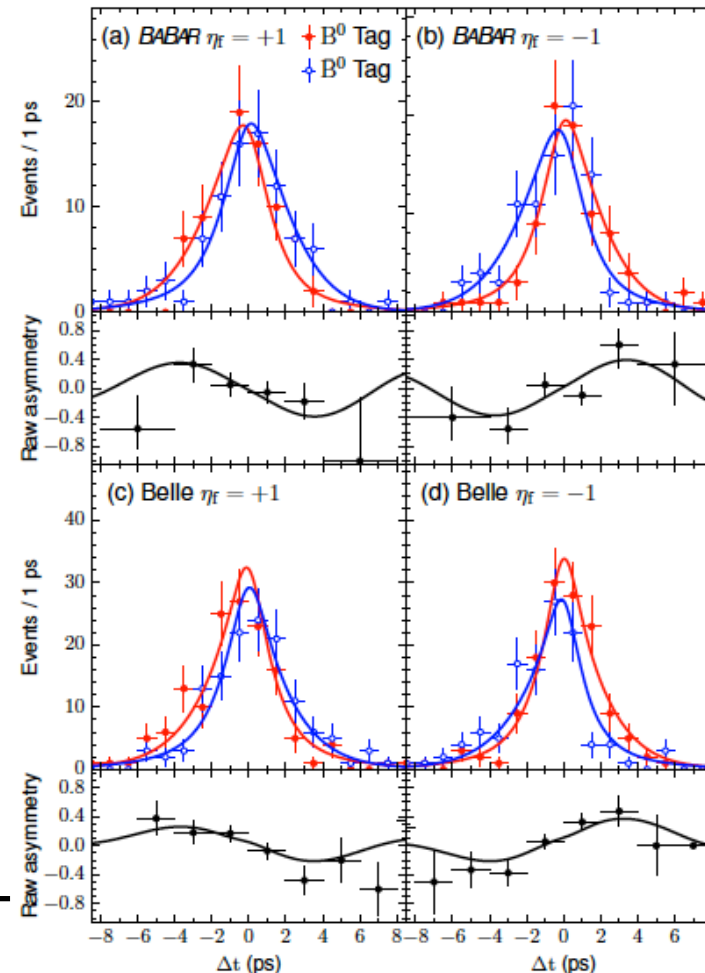 (a) BABAR ηf = +1
B⁰ Tag
B̅⁰ Tag
(b) BABAR ηf = −1
Events / 1 ps
20
10
0
Raw asymmetry
0.8
0.4
0.0
−0.4
−0.8
(c) Belle ηf = +1
(d) Belle ηf = −1
Events / 1 ps
40
30
20
10
0
Raw asymmetry
0.8
0.4
0.0
−0.4
−0.8
−8 −6 −4 −2 0 2 4 6 8
−6 −4 −2 0 2 4 6
Δt (ps)
Δt (ps)